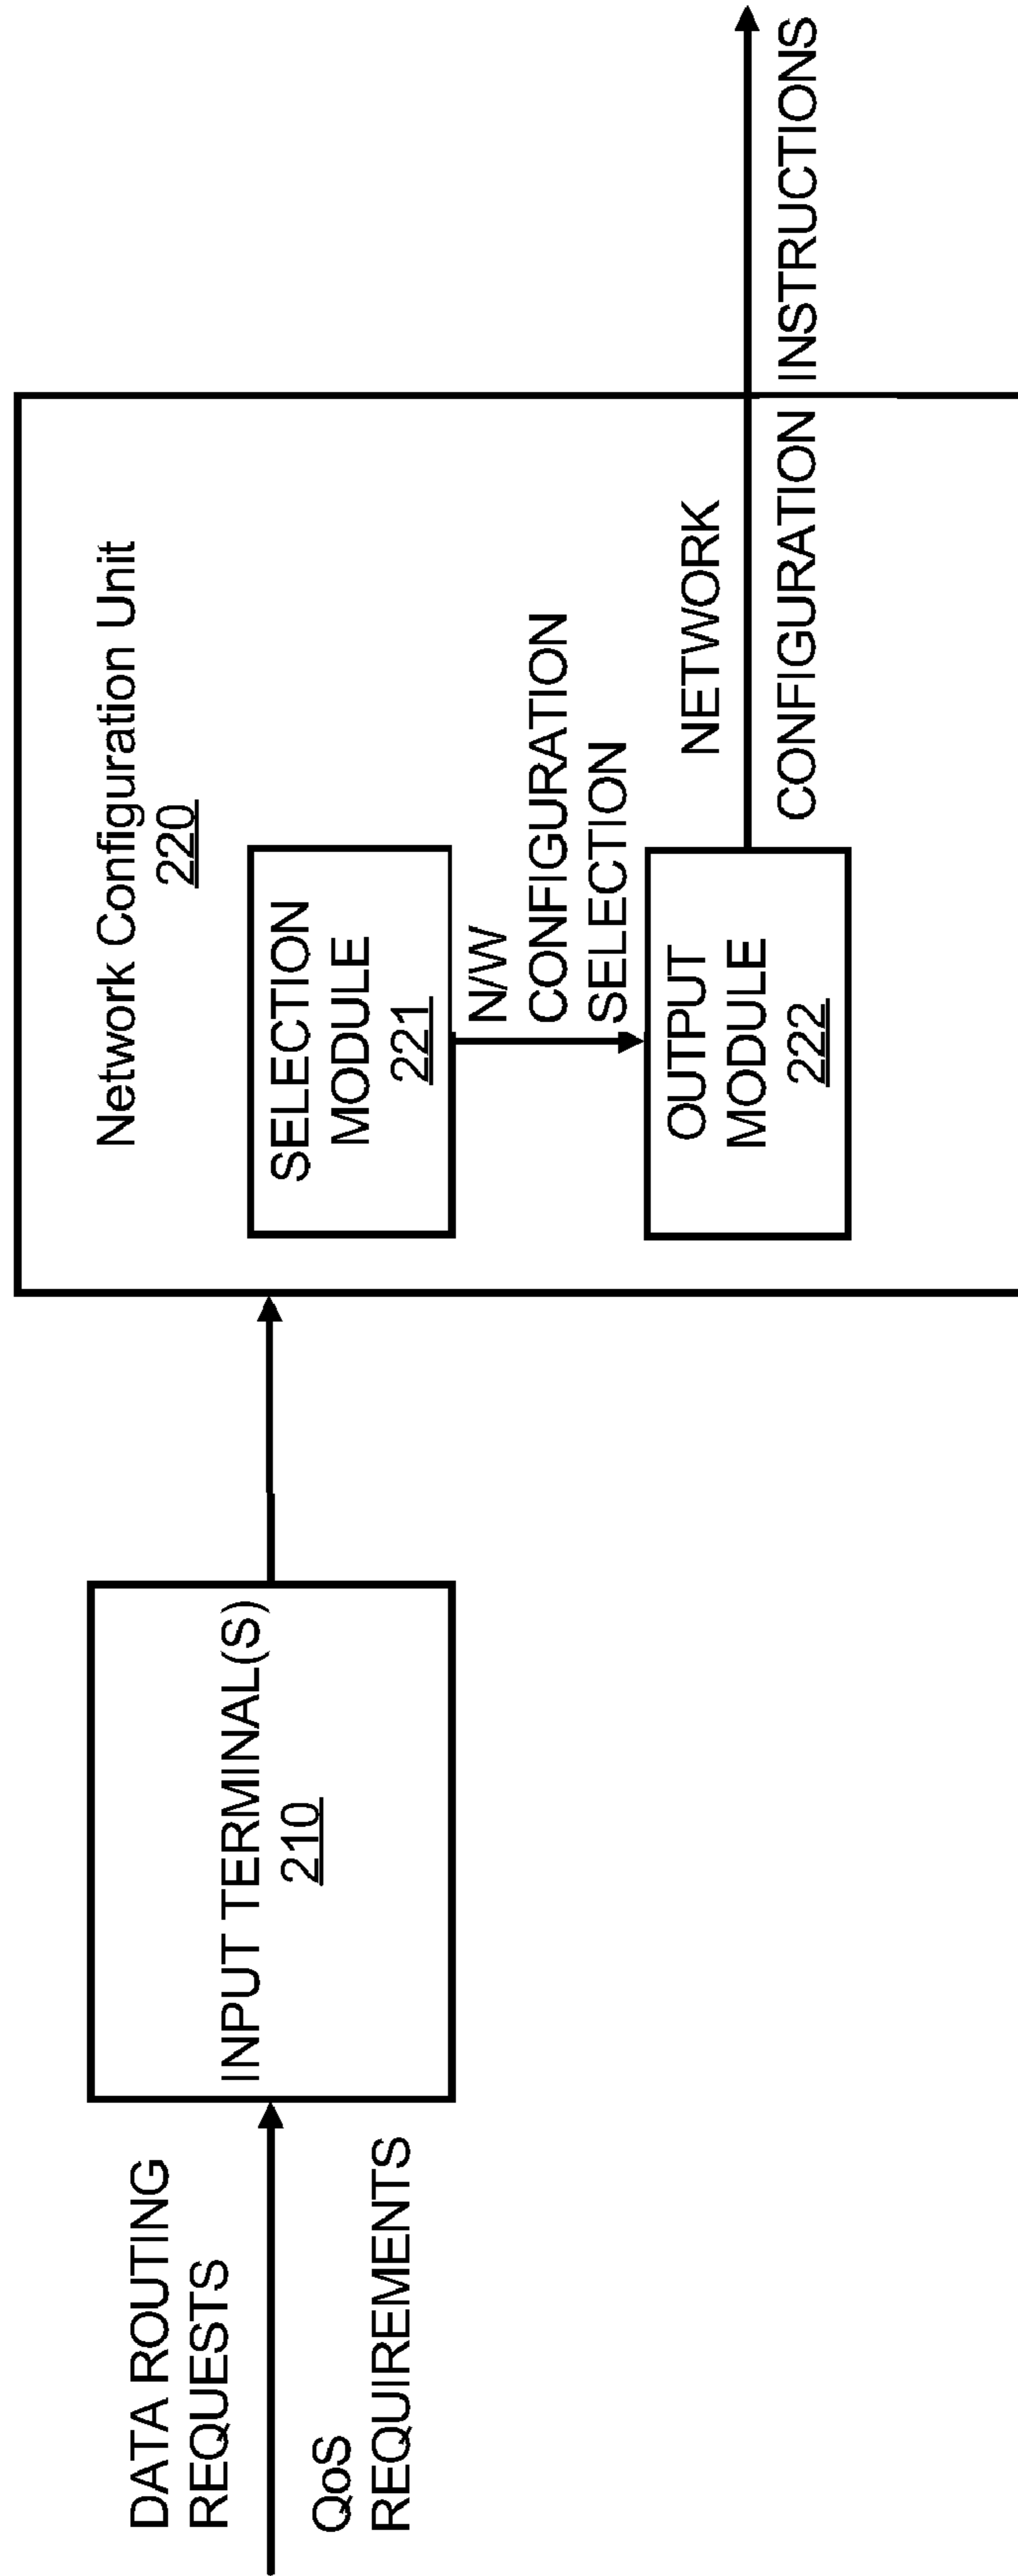 DATA ROUTING
REQUESTS
QoS
REQUIREMENTS
INPUT TERMINAL(S)
210
Network Configuration Unit
220
SELECTION
MODULE
221
N/W
CONFIGURATION
SELECTION
OUTPUT
MODULE
222
NETWORK
CONFIGURATION INSTRUCTIONS